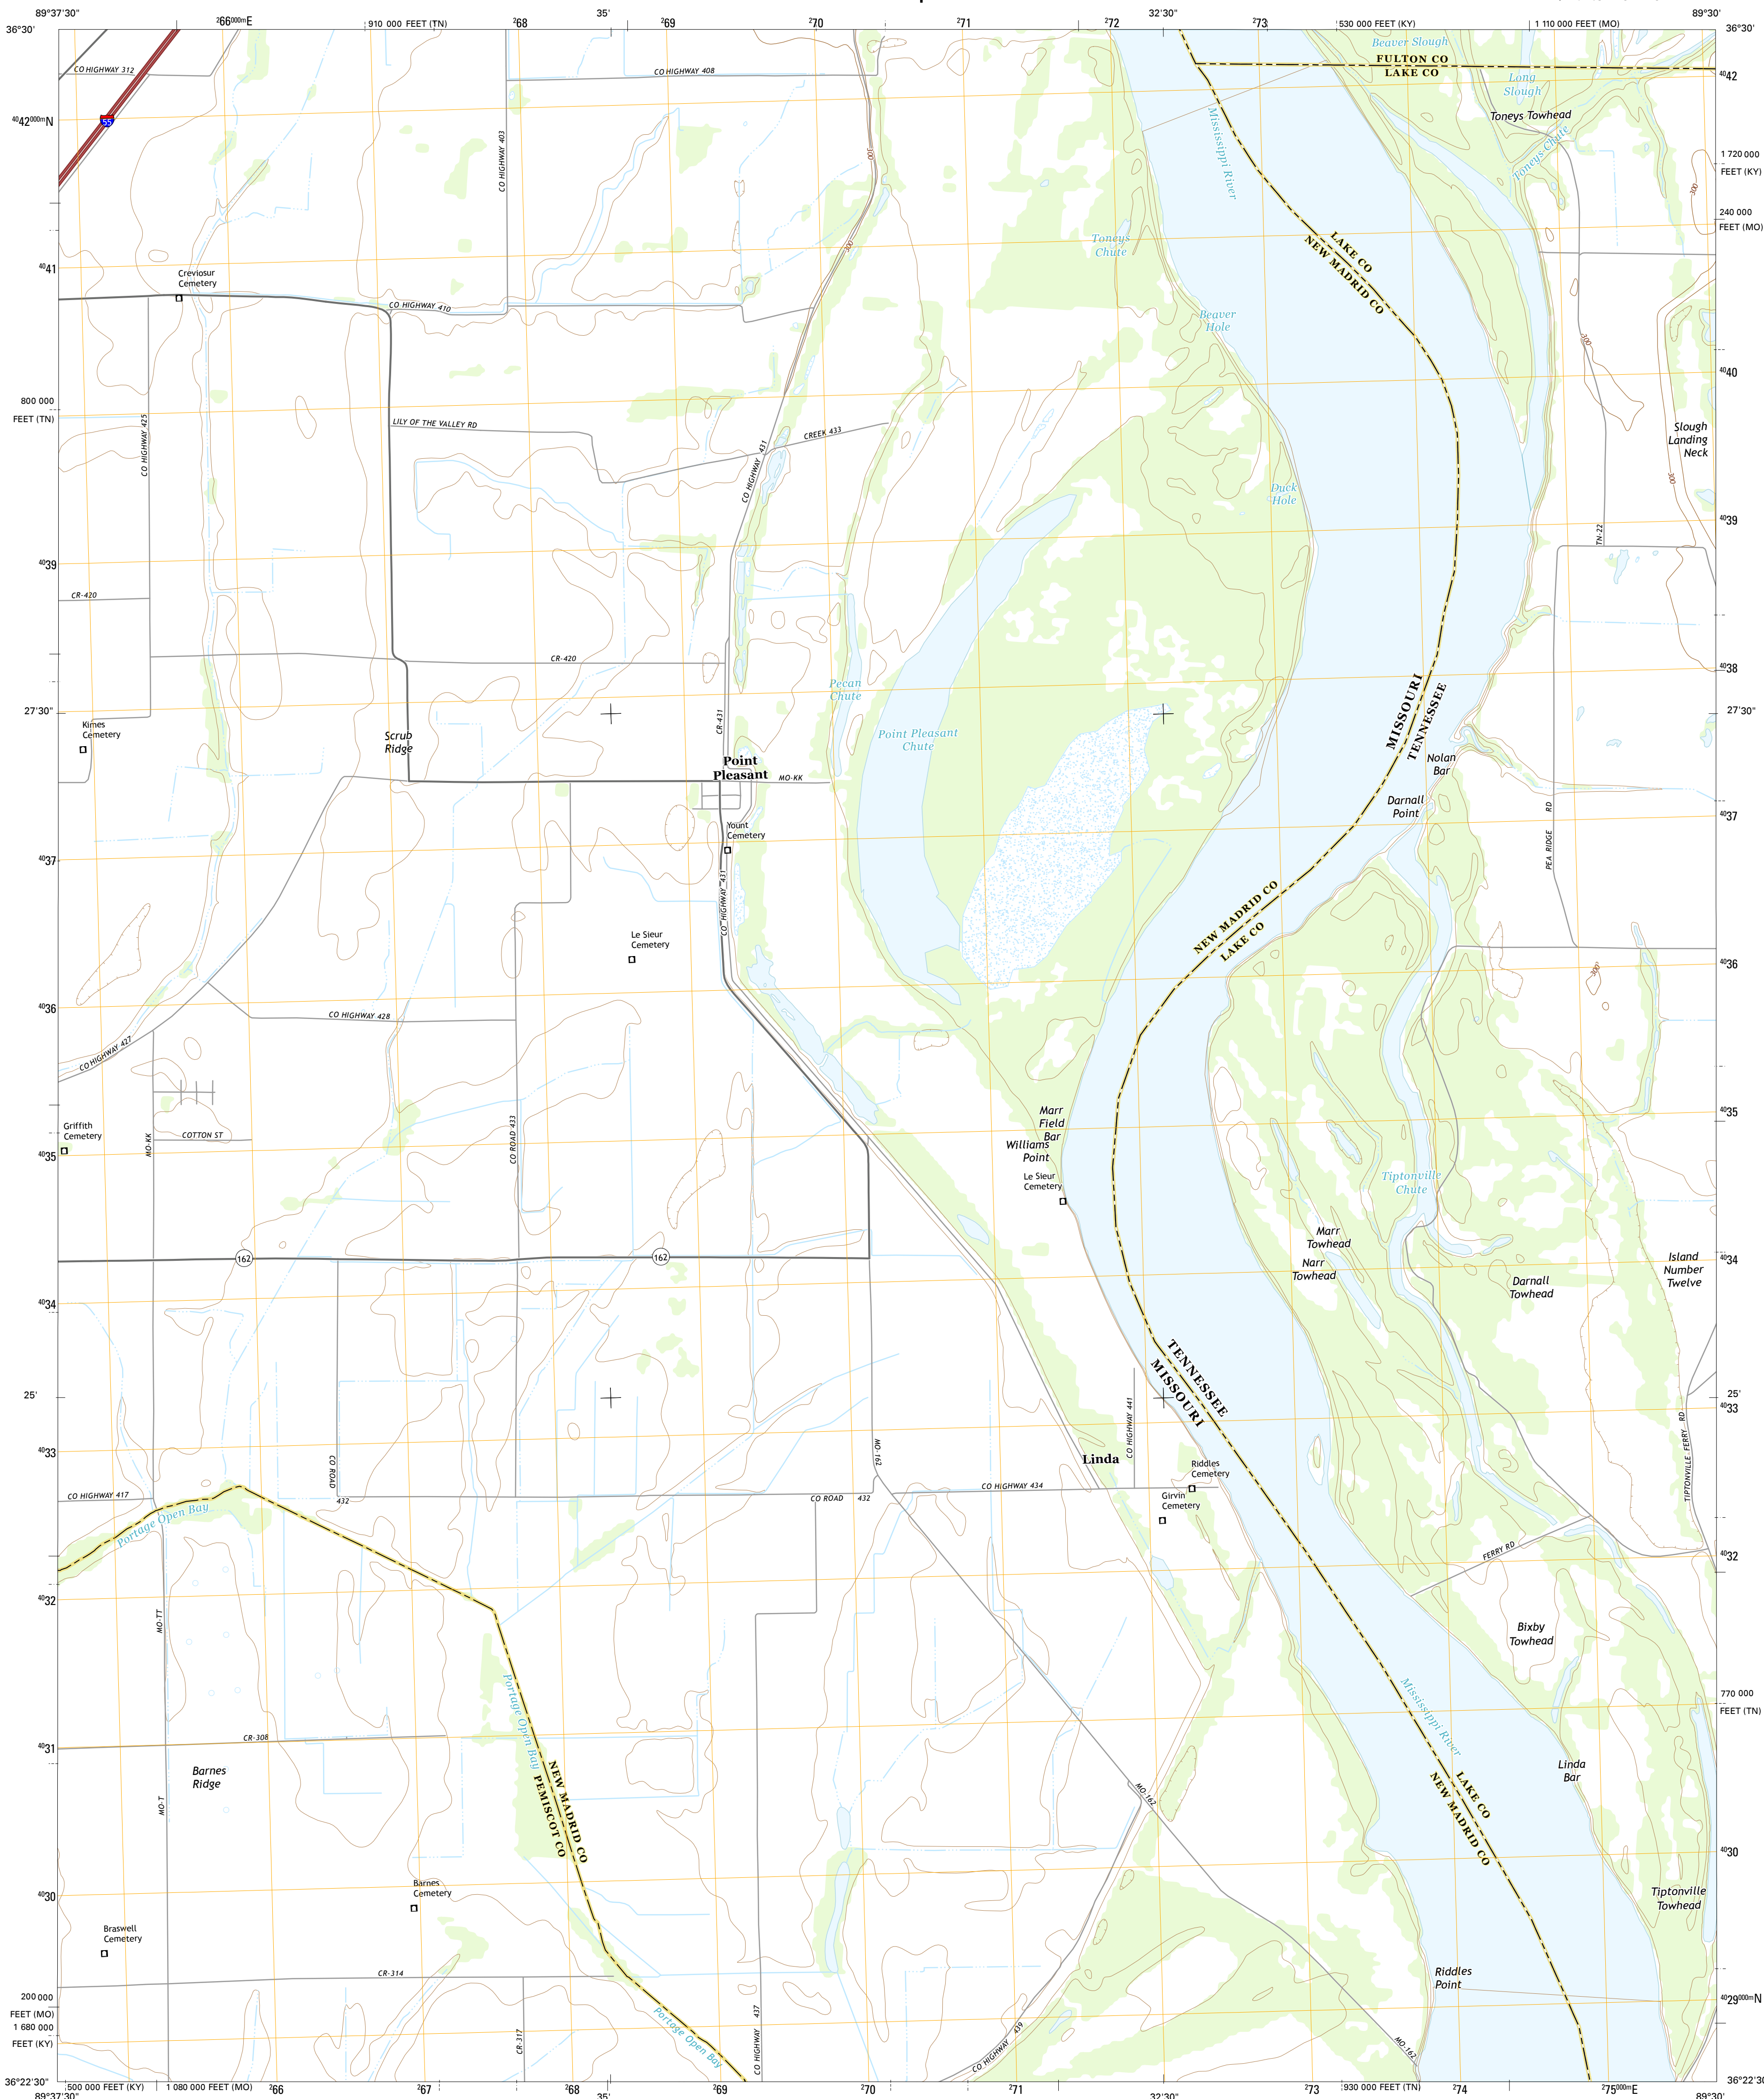 89°37'30"
²66⁰⁰⁰ᵐE
910 000 FEET (TN)
²68
35'
²69
²70
²71
²72
32'30"
²73
530 000 FEET (KY)
1 110 000 FEET (MO)
89°30'
36°30'
36°30'
Beaver Slough
FULTON CO
LAKE CO
CO HIGHWAY 312
CO HIGHWAY 408
⁴⁰42
Long
Slough
Toneys Towhead
55
⁴⁰42⁰⁰⁰ᵐN
Mississippi River
Toneys Chute
CO HIGHWAY 403
300
1 720 000
FEET (KY)
300
240 000
FEET (MO)
Toneys
Chute
LAKE CO
NEW MADRID CO
300
⁴⁰41
⁴⁰41
Creviosur
Cemetery
CO HIGHWAY 410
Beaver
Hole
300
⁴⁰40
800 000
FEET (TN)
LILY OF THE VALLEY RD
CREEK 433
CO HIGHWAY 425
CO HIGHWAY 431
Slough
Landing
Neck
300
Duck
Hole
⁴⁰39
TN-22
⁴⁰39
CR-420
CR-420
⁴⁰38
Pecan
Chute
MISSOURI
TENNESSEE
27'30"
27'30"
CR-431
Kimes
Cemetery
Scrub
Ridge
Point Pleasant
Chute
Point
Pleasant
MO-KK
Nolan
Bar
Darnall
Point
PEA RIDGE RD
⁴⁰37
Yount
Cemetery
⁴⁰37
CO HIGHWAY 431
NEW MADRID CO
LAKE CO
Le Sieur
Cemetery
⁴⁰36
300
⁴⁰36
CO HIGHWAY 428
CO HIGHWAY 427
Marr
Field
Bar
⁴⁰35
Griffith
Cemetery
COTTON ST
MO-KK
CO ROAD 433
Williams
Point
⁴⁰35
Le Sieur
Cemetery
Tiptonville
Chute
Marr
Towhead
162
162
Narr
Towhead
⁴⁰34
Island
Number
Twelve
Darnall
Towhead
⁴⁰34
TENNESSEE
MISSOURI
25'
25'
⁴⁰33
CO HIGHWAY 441
TIPTONVILLE FERRY RD
⁴⁰33
MO-162
Linda
Riddles
Cemetery
CO ROAD
432
CO HIGHWAY 417
CO ROAD 432
CO HIGHWAY 434
Girvin
Cemetery
Portage Open Bay
FERRY RD
⁴⁰32
⁴⁰32
MO-TT
Bixby
Towhead
Portage Open Bay
Mississippi River
770 000
FEET (TN)
CR-308
⁴⁰31
Barnes
Ridge
Linda
Bar
MO-T
NEW MADRID CO
PEMISCOT CO
MO-162
LAKE CO
NEW MADRID CO
⁴⁰30
⁴⁰30
Barnes
Cemetery
Tiptonville
Towhead
Braswell
Cemetery
CR-314
Riddles
Point
200 000
FEET (MO)
1 680 000
FEET (KY)
⁴⁰29⁰⁰⁰ᵐN
CR-317
Portage Open Bay
CO HIGHWAY 437
CO HIGHWAY 439
MO-162
36°22'30"
36°22'30"
500 000 FEET (KY)
1 080 000 FEET (MO)
²66
²67
²68
²69
²70
²71
²73
930 000 FEET (TN)
²74
²75⁰⁰⁰ᵐE
89°37'30"
35'
32'30"
89°30'